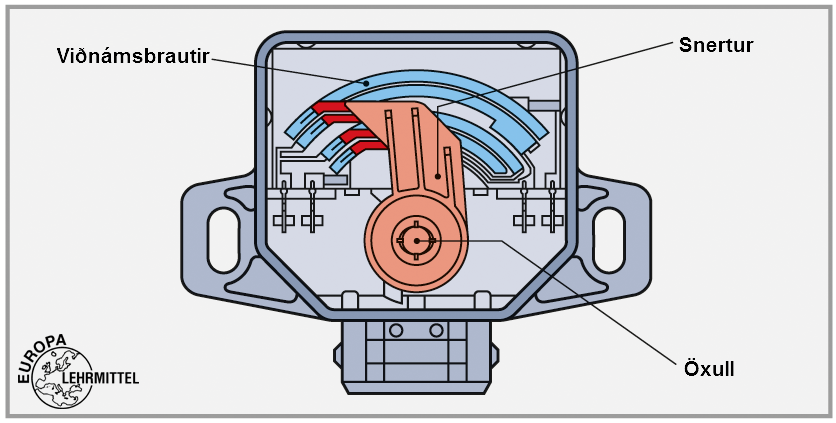 Snertur
Viðnámsbrautir
Öxull
EUROPA
LEHRMITTEL